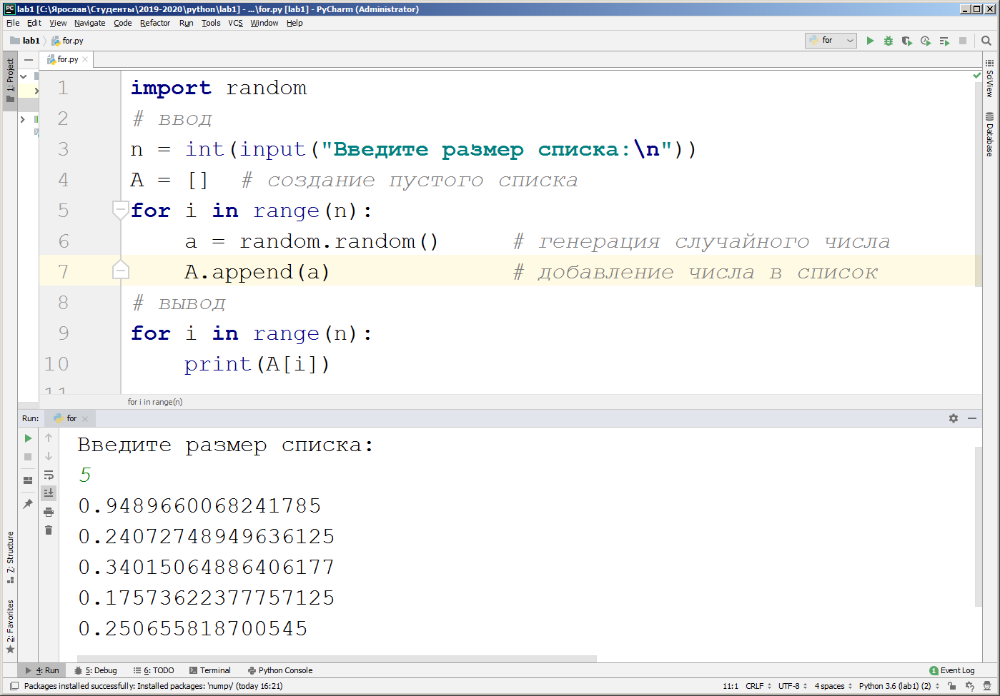 lab1 [C:\Ярослав\Студенты\2019-2020\python\lab1] - ...\for.py [lab1] - PyCharm (Administrator)
File Edit View Navigate Code Refactor Run Tools VCS Window Help
lab1 for.py for
1: Project
for.py
SciView
Database
1 import random
2 # ввод
3 n = int(input("Введите размер списка:\n"))
4 A = [] # создание пустого списка
5 for i in range(n):
6 a = random.random() # генерация случайного числа
7 A.append(a) # добавление числа в список
8 # вывод
9 for i in range(n):
10 print(A[i])
11
for i in range(n)
Run: for
Введите размер списка:
5
0.9489660068241785
0.24072748949636125
0.34015064886406177
0.17573622377757125
0.250655818700545
7: Structure
2: Favorites
4: Run 5: Debug 6: TODO Terminal Python Console 1 Event Log
Packages installed successfully: Installed packages: 'numpy' (today 16:21) 11:1 CRLF UTF-8 4 spaces Python 3.6 (lab1) (2)